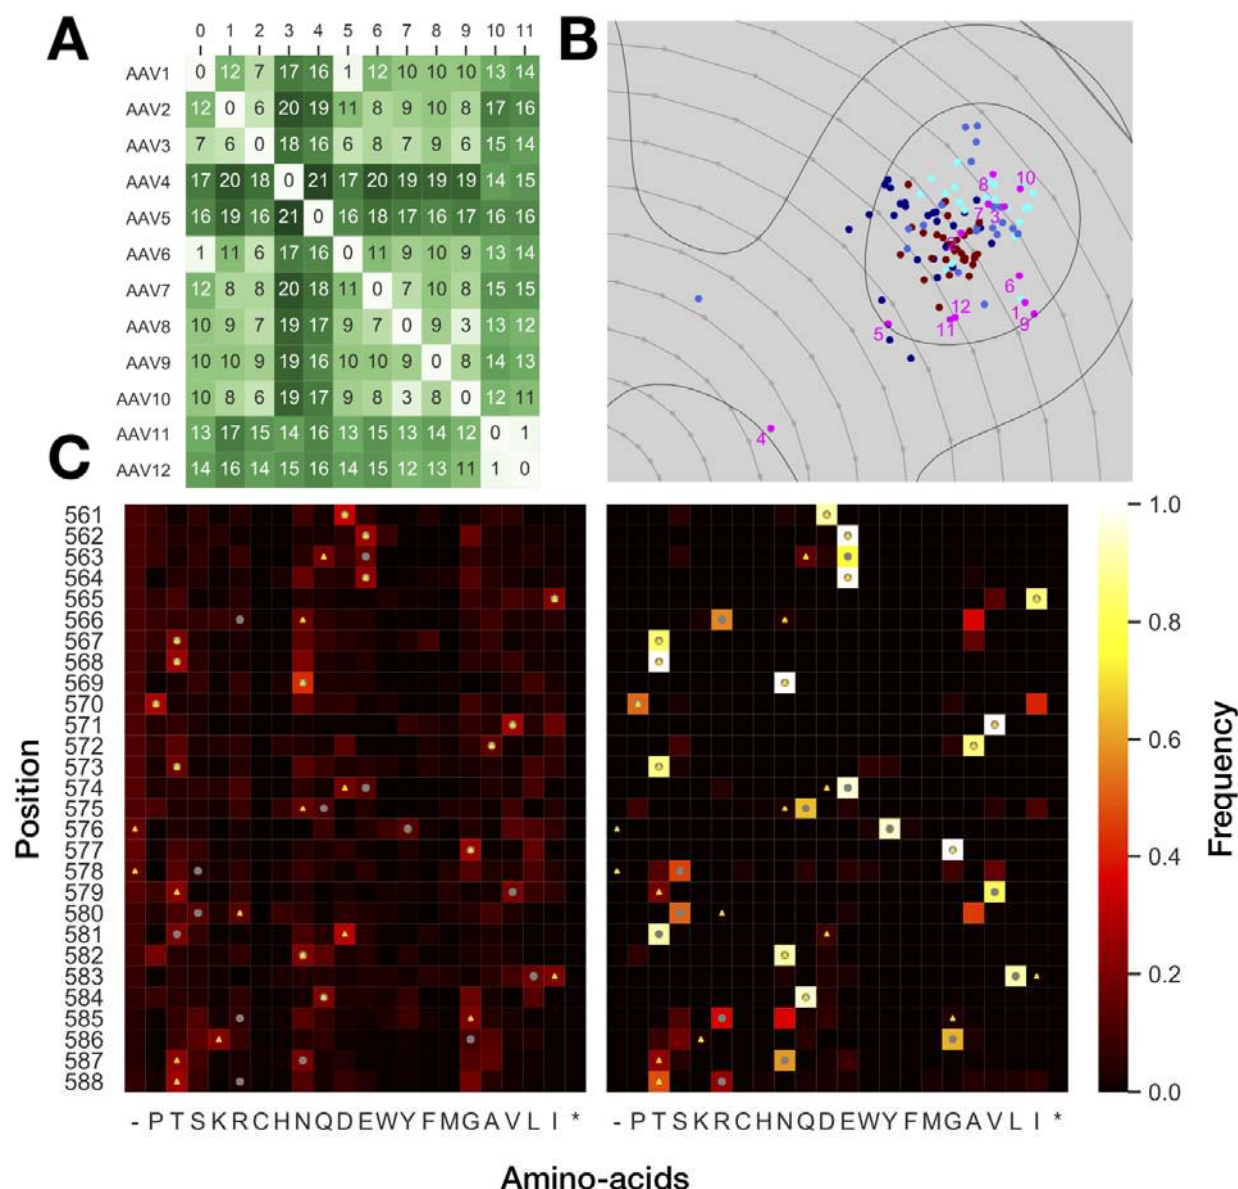 A
B
0 1 2 3 4 5 6 7 8 9 10 11
AAV1 0 12 7 17 16 1 12 10 10 10 13 14
AAV2 12 0 6 20 19 11 8 9 10 8 17 16
AAV3 7 6 0 18 16 6 8 7 9 6 15 14
AAV4 17 20 18 0 21 17 20 19 19 19 14 15
AAV5 16 19 16 21 0 16 18 17 16 17 16 16
AAV6 1 11 6 17 16 0 11 9 10 9 13 14
AAV7 12 8 8 20 18 11 0 7 10 8 15 15
AAV8 10 9 7 19 17 9 7 0 9 3 13 12
AAV9 10 10 9 19 16 10 10 9 0 8 14 13
AAV10 10 8 6 19 17 9 8 3 8 0 12 11
AAV11 13 17 15 14 16 13 15 13 14 12 0 1
AAV12 14 16 14 15 16 14 15 12 13 11 1 0
8 10
7 3
6
12 1
11 9
5
4
C
Position
561
562
563
564
565
566
567
568
569
570
571
572
573
574
575
576
577
578
579
580
581
582
583
584
585
586
587
588
- P T S K R C H N Q D E W Y F M G A V L I *
- P T S K R C H N Q D E W Y F M G A V L I *
Amino-acids
1.0
0.8
0.6
0.4
0.2
0.0
Frequency